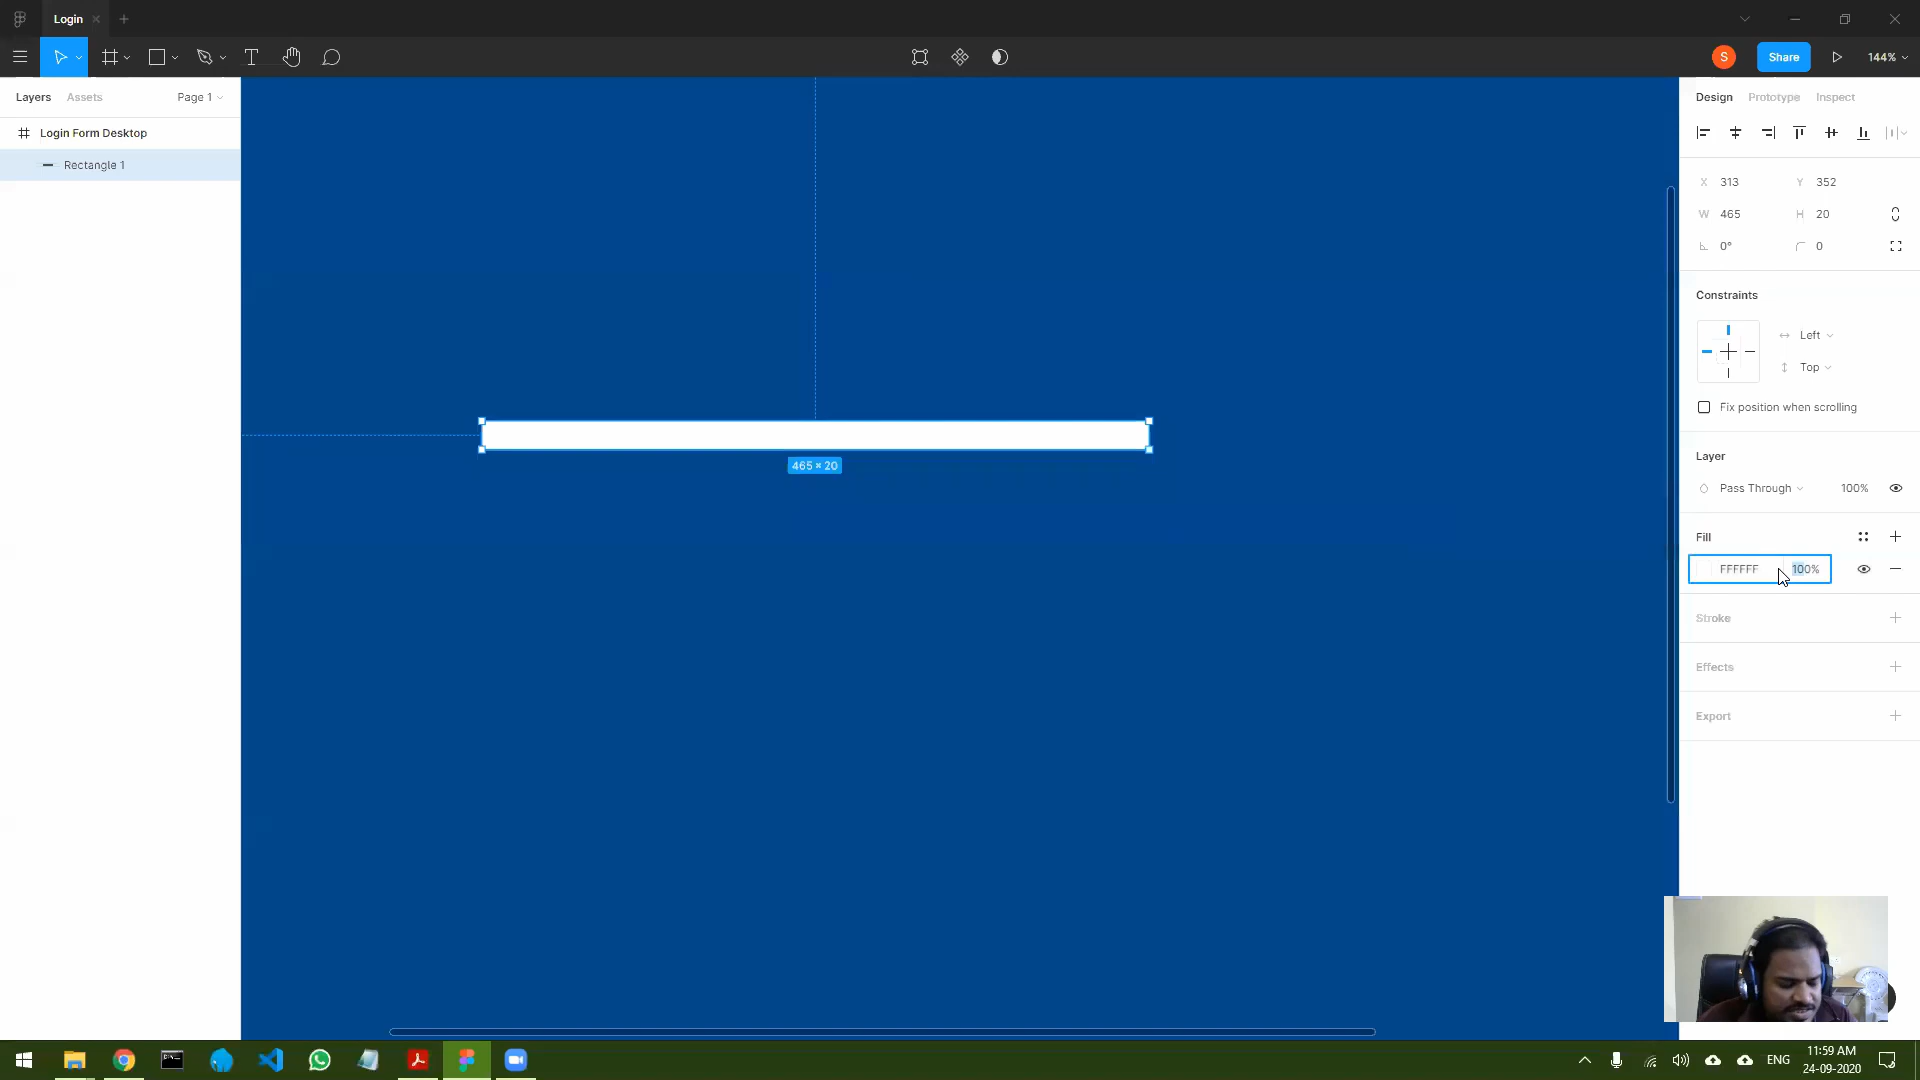 Login
S
Share
144%
Layers
Assets
Page 1
Design
Prototype
Inspect
Login Form Desktop
Rectangle 1
X 313
Y 352
W 465
H 20
0°
0
Constraints
Left
Top
Fix position when scrolling
Layer
Pass Through
100%
Fill
FFFFFF
100%
Stroke
Effects
Export
465 × 20
ENG
11:59 AM
24-09-2020